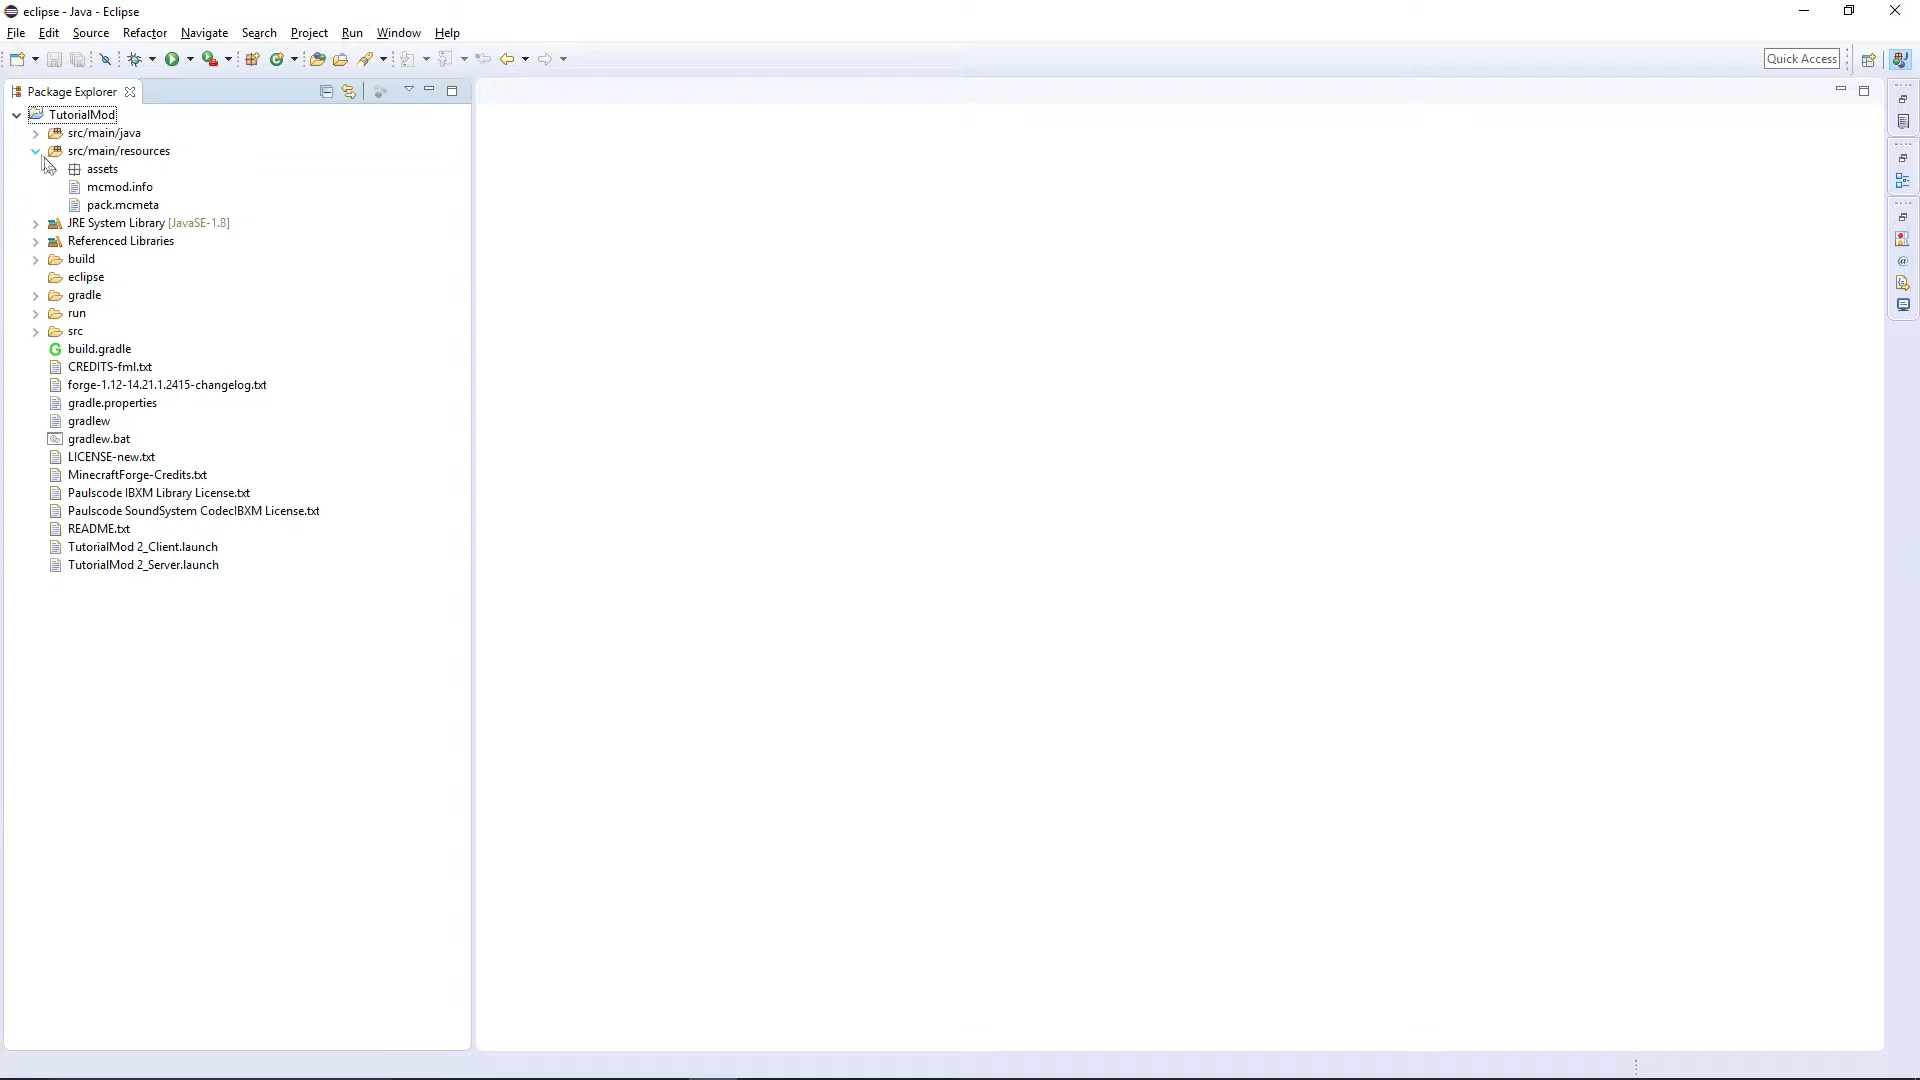 eclipse - Java - Eclipse
File Edit Source Refactor Navigate Search Project Run Window Help
Quick Access
Package Explorer
TutorialMod
src/main/java
src/main/resources
assets
mcmod.info
pack.mcmeta
JRE System Library [JavaSE-1.8]
Referenced Libraries
build
eclipse
gradle
run
src
build.gradle
CREDITS-fml.txt
forge-1.12-14.21.1.2415-changelog.txt
gradle.properties
gradlew
gradlew.bat
LICENSE-new.txt
MinecraftForge-Credits.txt
Paulscode IBXM Library License.txt
Paulscode SoundSystem CodecIBXM License.txt
README.txt
TutorialMod 2_Client.launch
TutorialMod 2_Server.launch